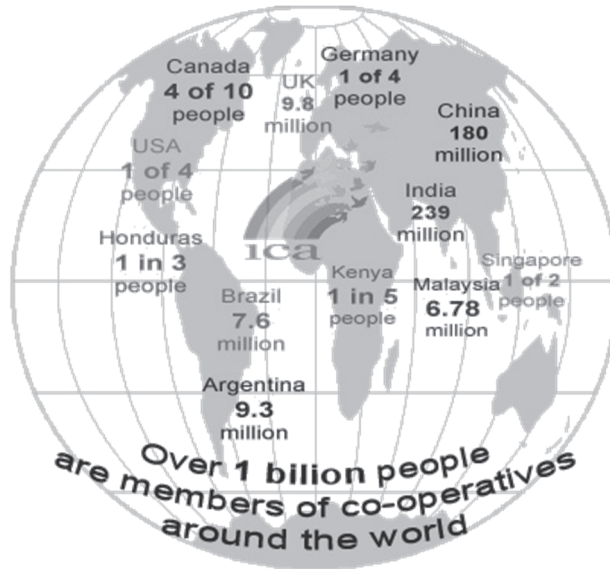 Canada
4 of 10
people
UK
9.8
million
Germany
1 of 4
people
China
180
million
USA
1 of 4
people
India
239
million
Honduras
1 in 3
people
ica
Kenya
1 in 5
people
Malaysia
6.78
million
Singapore
1 of 2
people
Brazil
7.6
million
Argentina
9.3
million
Over 1 bilion people
are members of co-operatives
around the world